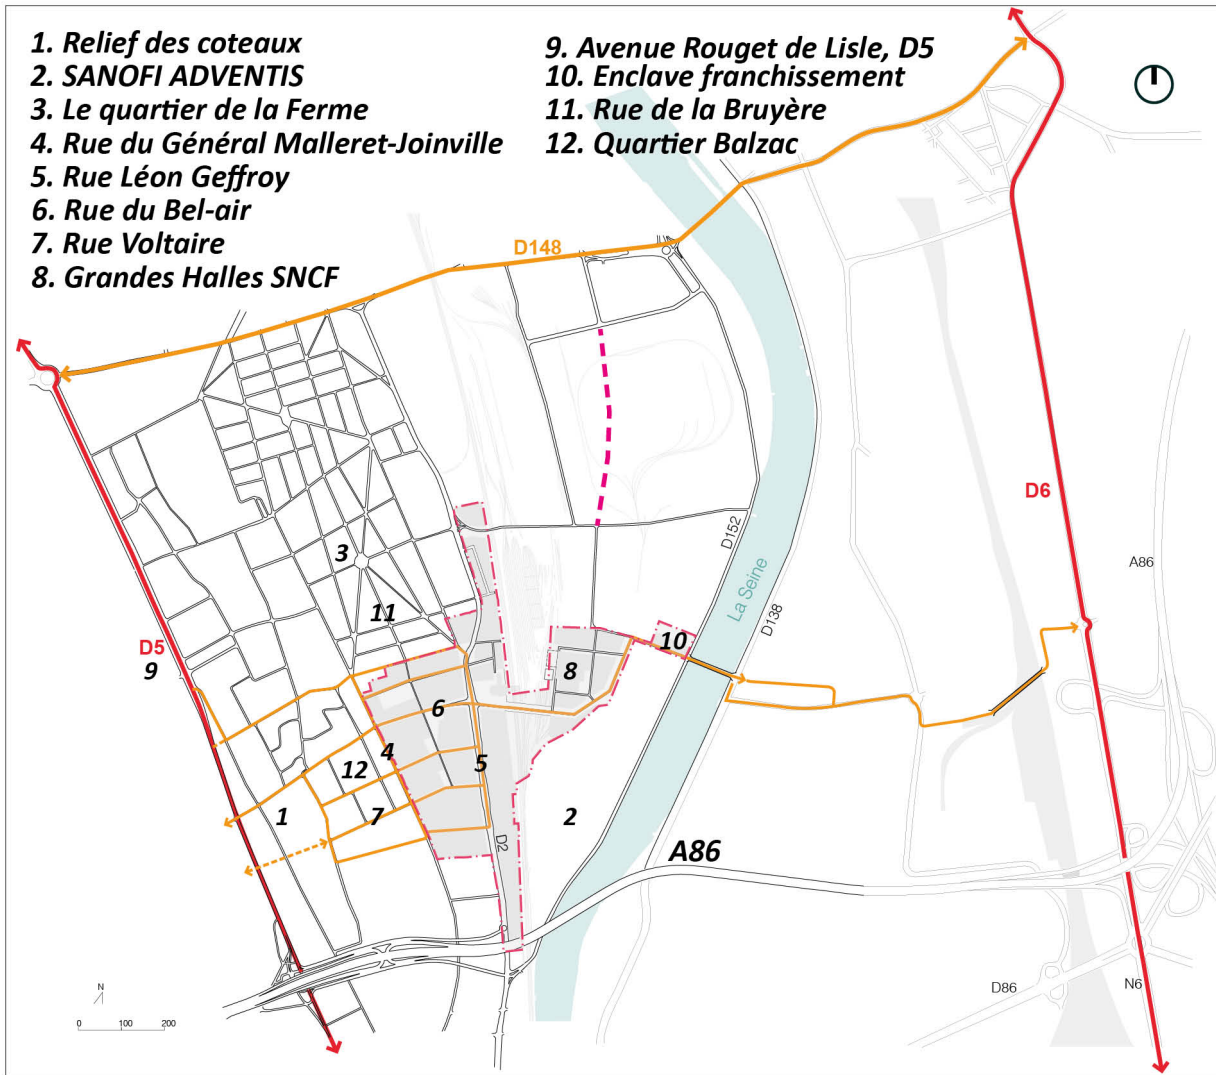 1. Relief des coteaux
2. SANOFI ADVENTIS
3. Le quartier de la Ferme
4. Rue du Général Malleret-Joinville
5. Rue Léon Geffroy
6. Rue du Bel-air
7. Rue Voltaire
8. Grandes Halles SNCF
9. Avenue Rouget de Lisle, D5
10. Enclave franchissement
11. Rue de la Bruyère
12. Quartier Balzac
D148
D6
D152
A86
3
La Seine
11
D138
D5
9
10
8
6
4
12
5
1
7
2
D2
A86
D86
N6
N
0 100 200